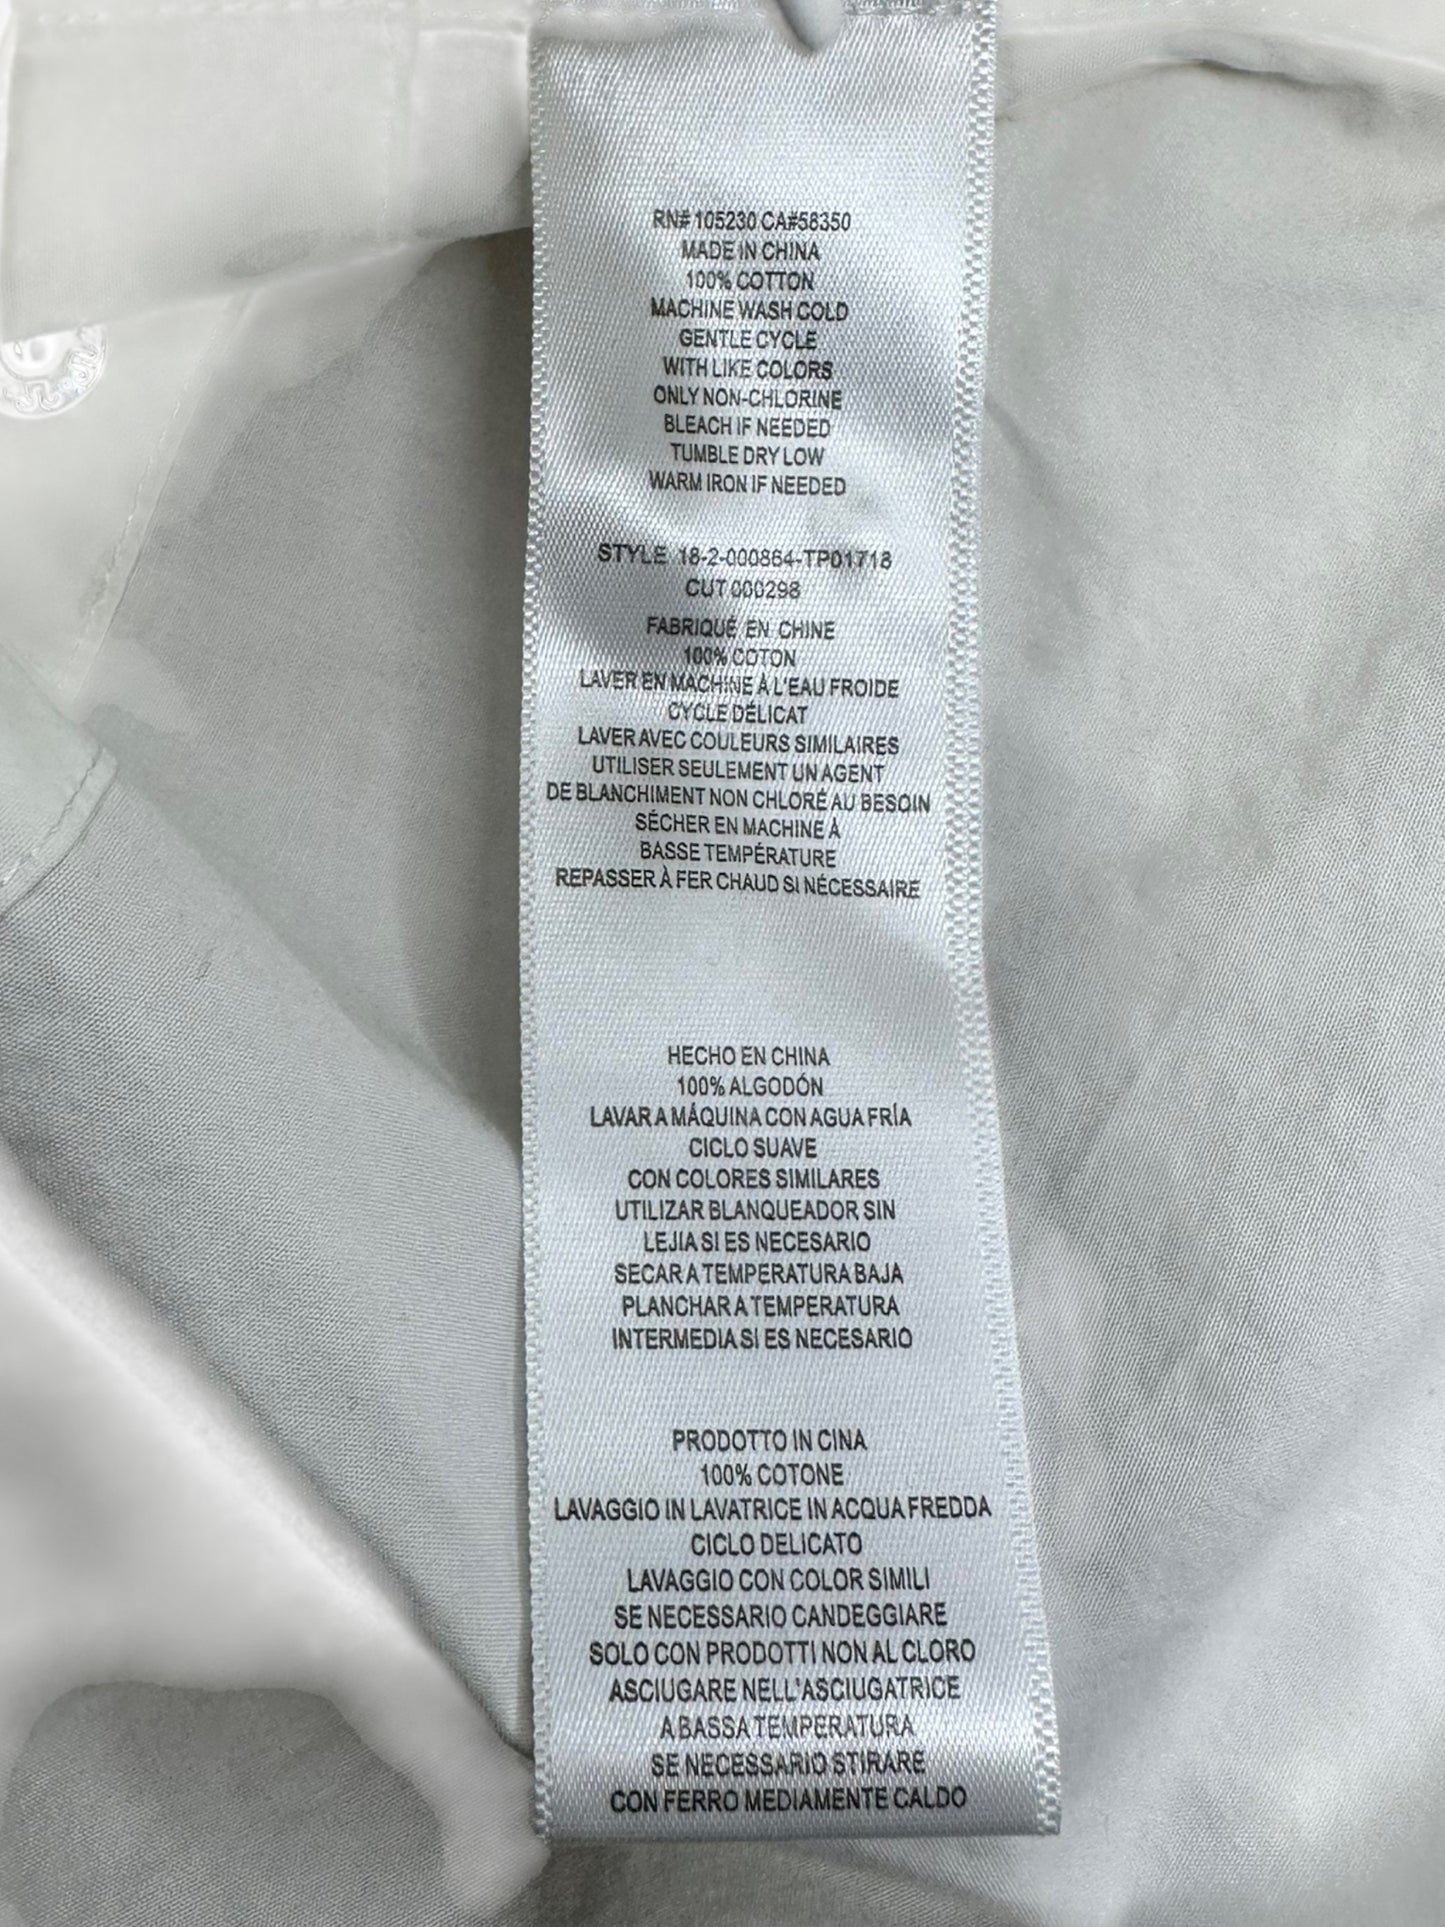 RN# 105230 CA#58350
MADE IN CHINA
100% COTTON
MACHINE WASH COLD
GENTLE CYCLE
WITH LIKE COLORS
ONLY NON-CHLORINE
BLEACH IF NEEDED
TUMBLE DRY LOW
WARM IRON IF NEEDED
STYLE 18-2-000864-TP01718
CUT 000298
FABRIQUÉ EN CHINE
100% COTON
LAVER EN MACHINE À L'EAU FROIDE
CYCLE DÉLICAT
LAVER AVEC COULEURS SIMILAIRES
UTILISER SEULEMENT UN AGENT
DE BLANCHIMENT NON CHLORÉ AU BESOIN
SÉCHER EN MACHINE À
BASSE TEMPÉRATURE
REPASSER À FER CHAUD SI NÉCESSAIRE
HECHO EN CHINA
100% ALGODÓN
LAVAR A MÁQUINA CON AGUA FRÍA
CICLO SUAVE
CON COLORES SIMILARES
UTILIZAR BLANQUEADOR SIN
LEJIA SI ES NECESARIO
SECAR A TEMPERATURA BAJA
PLANCHAR A TEMPERATURA
INTERMEDIA SI ES NECESARIO
PRODOTTO IN CINA
100% COTONE
LAVAGGIO IN LAVATRICE IN ACQUA FREDDA
CICLO DELICATO
LAVAGGIO CON COLOR SIMILI
SE NECESSARIO CANDEGGIARE
SOLO CON PRODOTTI NON AL CLORO
ASCIUGARE NELL'ASCIUGATRICE
A BASSA TEMPERATURA
SE NECESSARIO STIRARE
CON FERRO MEDIAMENTE CALDO